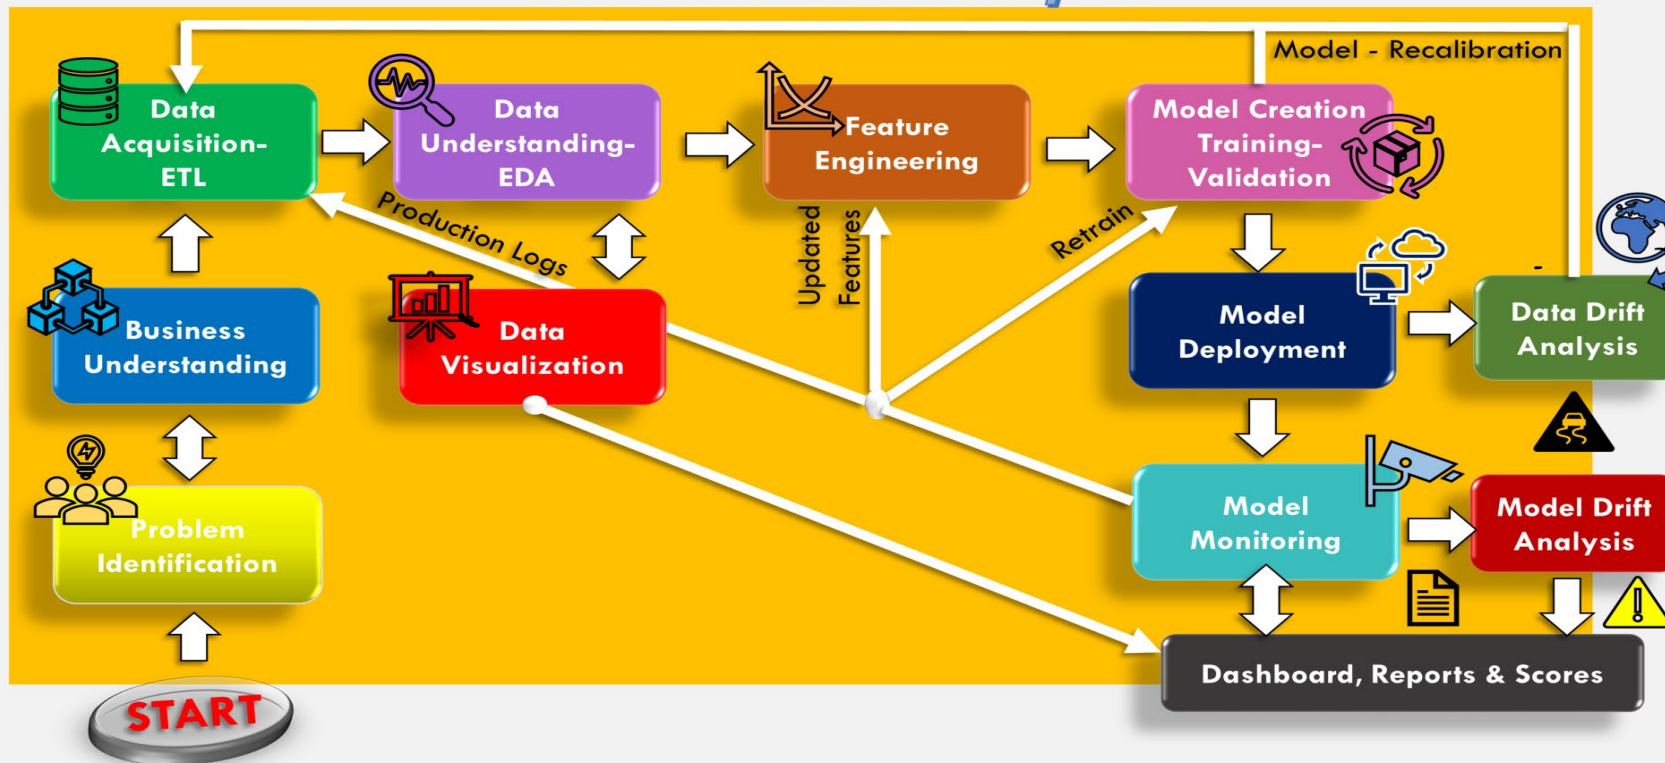 Model - Recalibration
Data
Acquisition-
ETL
Data
Understanding-
EDA
Feature
Engineering
Model Creation
Training-
Validation
Production Logs
Updated
Features
Retrain
Business
Understanding
Data
Visualization
Model
Deployment
Data Drift
Analysis
Problem
Identification
Model
Monitoring
Model Drift
Analysis
Dashboard, Reports & Scores
START